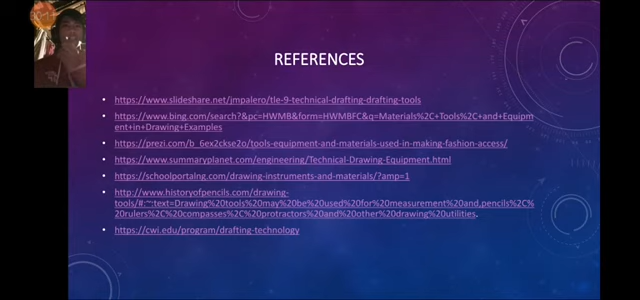 REFERENCES
• https://www.slideshare.net/jmpalero/tle-9-technical-drafting-drafting-tools
• https://www.bing.com/search?&pc=HWMB&form=HWMBFC&q=Materials%2C+Tools%2C+and+Equipm
ent+in+Drawing+Examples
• https://prezi.com/b_6ex2ckse2o/tools-equipment-and-materials-used-in-making-fashion-access/
• https://www.summaryplanet.com/engineering/Technical-Drawing-Equipment.html
• https://schoolportalng.com/drawing-instruments-and-materials/?amp=1
• http://www.historyofpencils.com/drawing-
tools/#:~:text=Drawing%20tools%20may%20be%20used%20for%20measurement%20and,pencils%2C%20
rulers%2C%20compasses%2C%20protractors%20and%20other%20drawing%20utilities.
• https://cwi.edu/program/drafting-technology